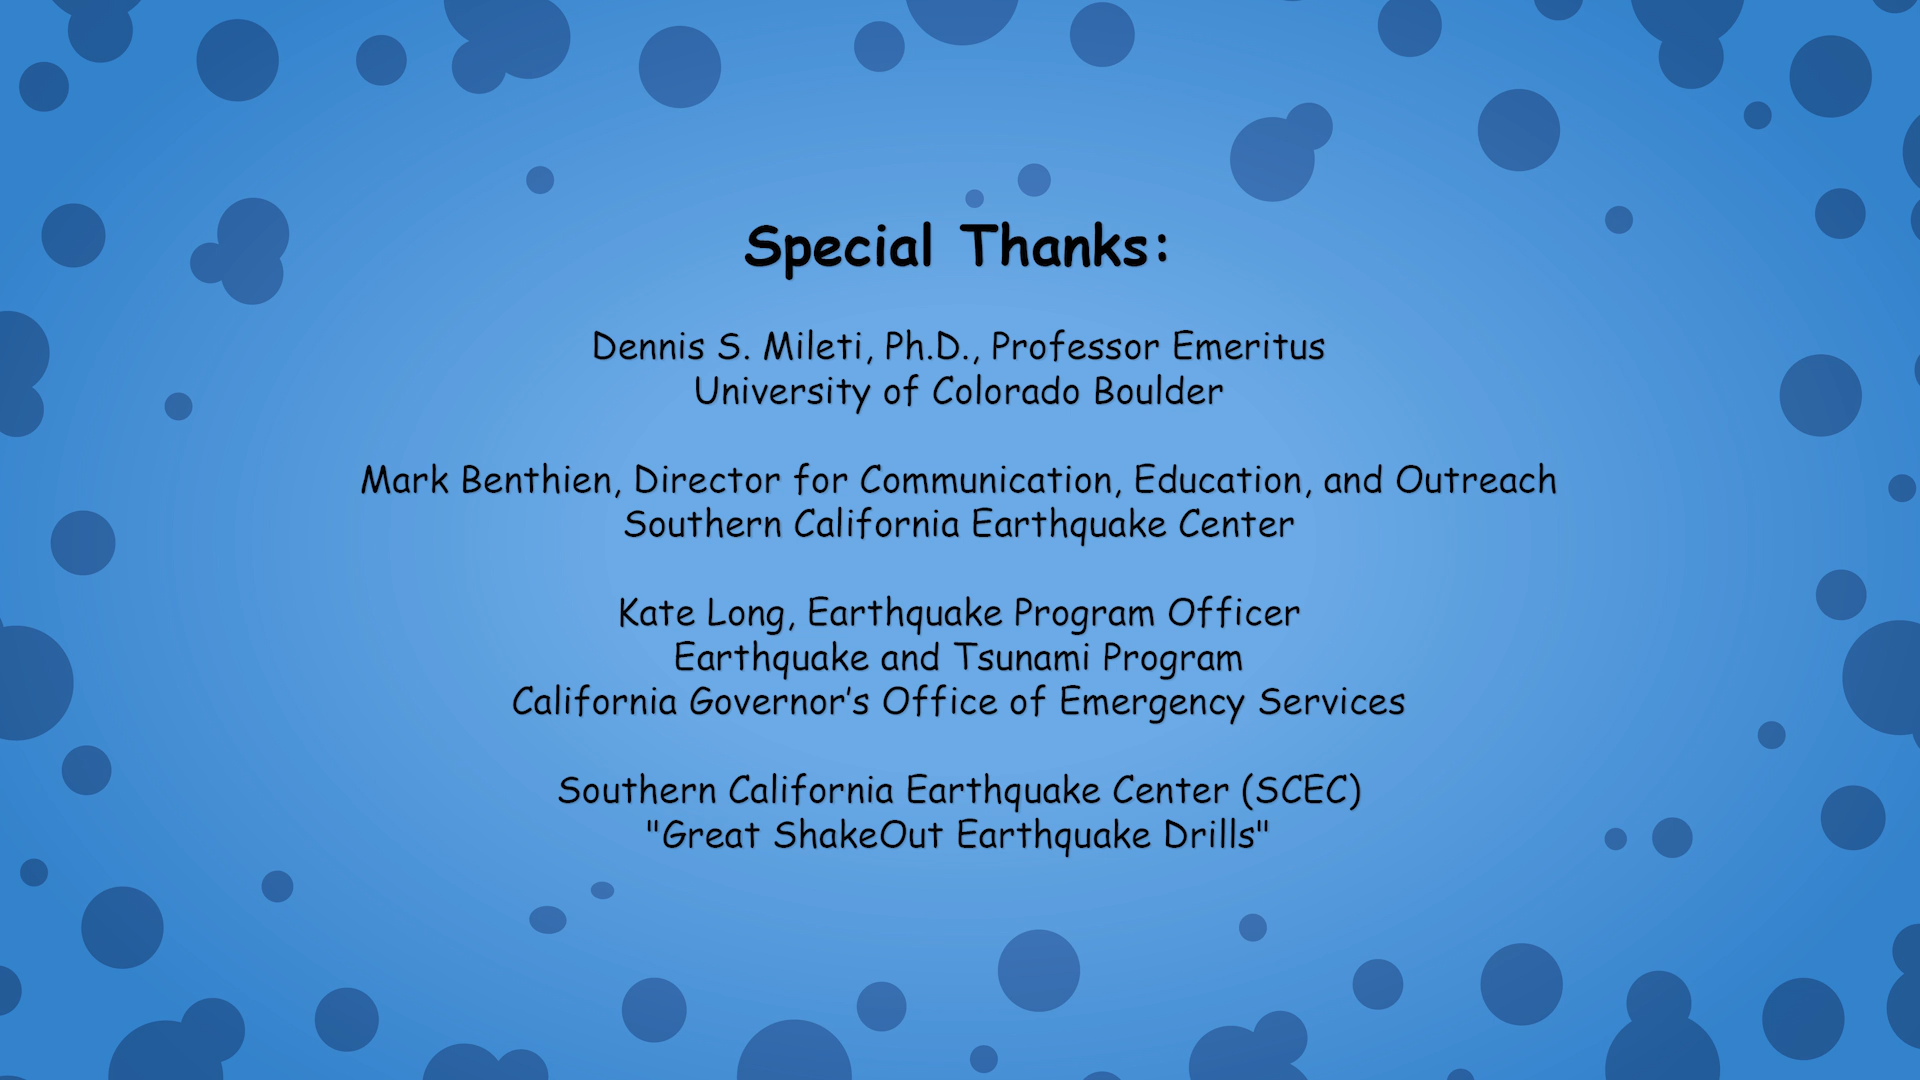 Special Thanks:
Dennis S. Mileti, Ph.D., Professor Emeritus
University of Colorado Boulder
Mark Benthien, Director for Communication, Education, and Outreach
Southern California Earthquake Center
Kate Long, Earthquake Program Officer
Earthquake and Tsunami Program
California Governor’s Office of Emergency Services
Southern California Earthquake Center (SCEC)
"Great ShakeOut Earthquake Drills"